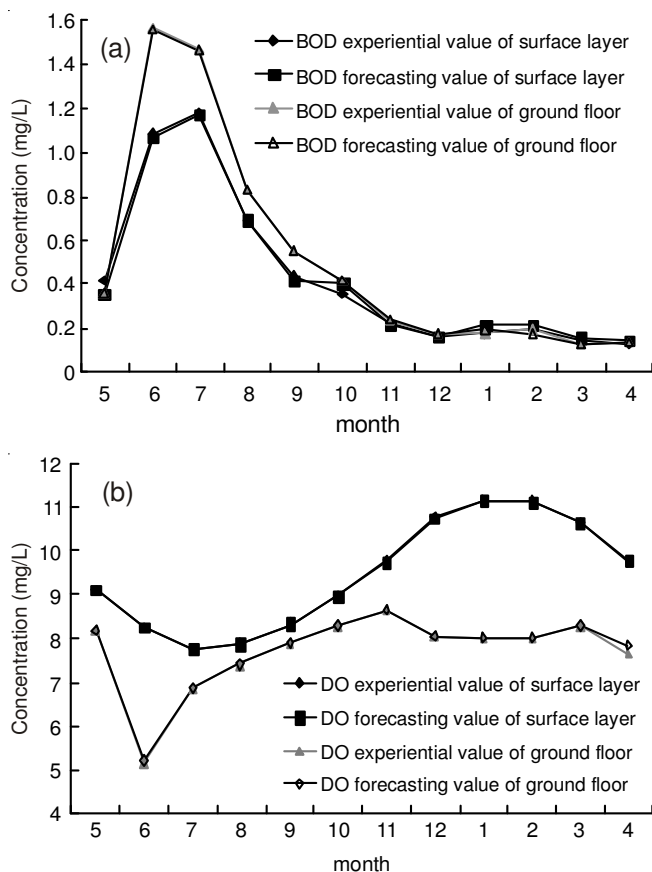 (a)
BOD experiential value of surface layer
BOD forecasting value of surface layer
BOD experiential value of ground floor
BOD forecasting value of ground floor
Concentration (mg/L)
1.6
1.4
1.2
1.0
0.8
0.6
0.4
0.2
0
5 6 7 8 9 10 11 12 1 2 3 4
month
(b)
Concentration (mg/L)
12
11
10
9
8
7
6
5
4
DO experiential value of surface layer
DO forecasting value of surface layer
DO experiential value of ground floor
DO forecasting value of ground floor
5 6 7 8 9 10 11 12 1 2 3 4
month